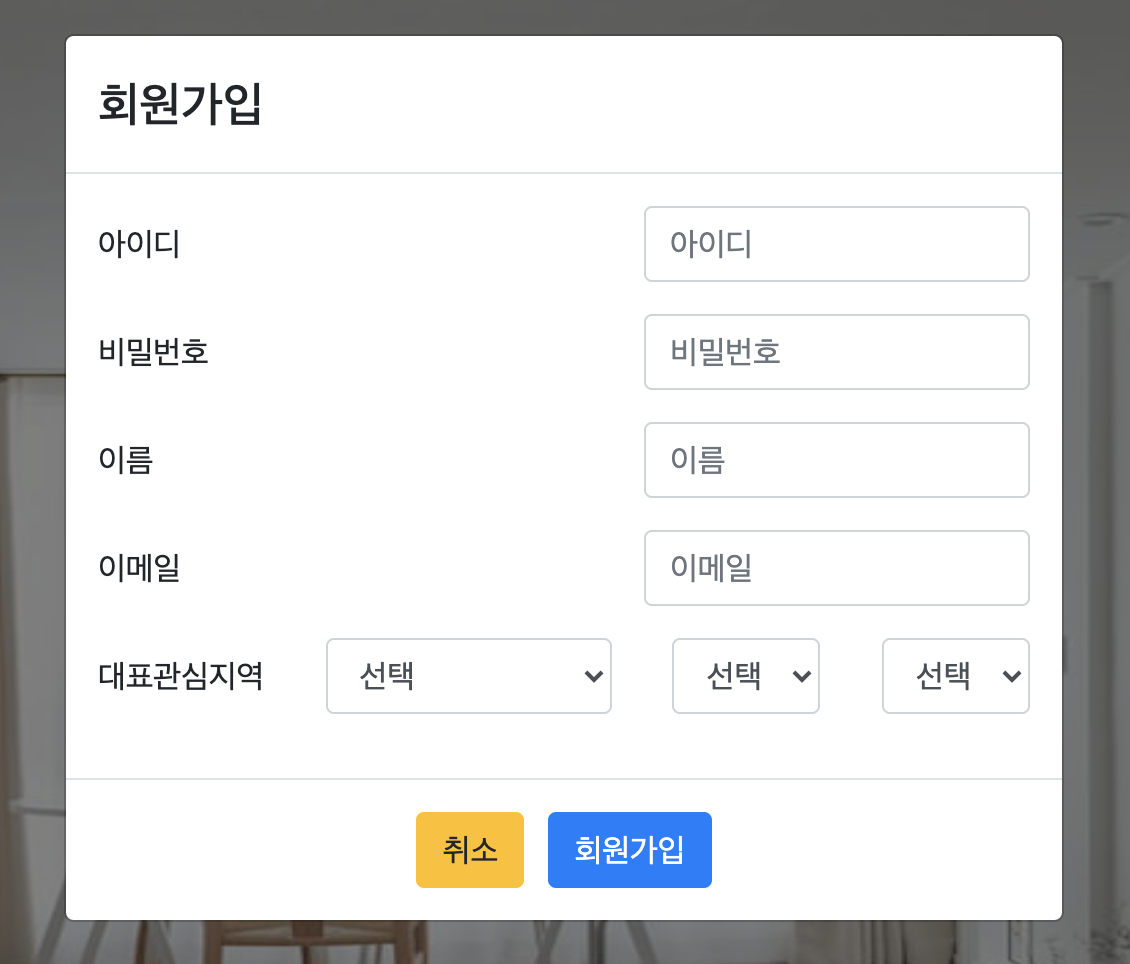 회원가입
아이디 아이디
비밀번호 비밀번호
이름 이름
이메일 이메일
대표관심지역 선택 선택 선택
취소 회원가입